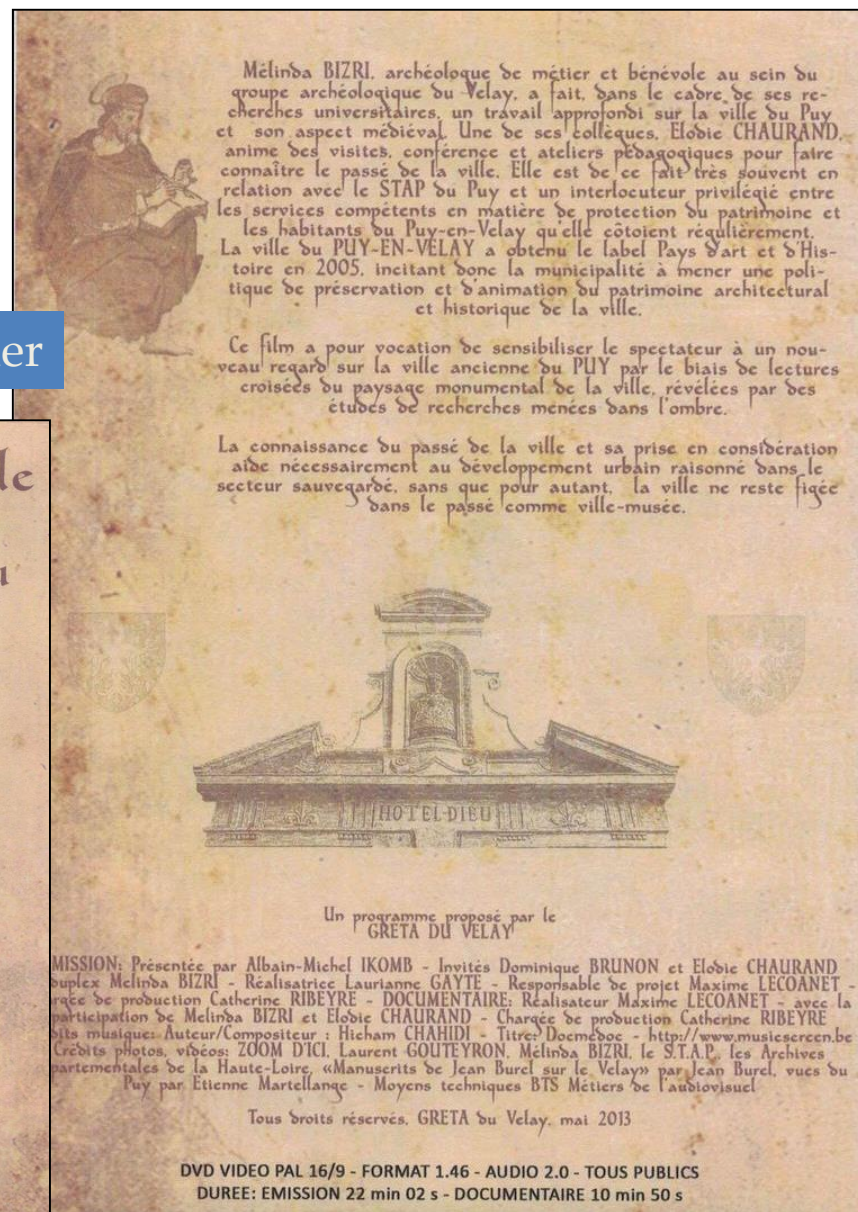 Mélinda BIZRI, archéologue de métier et bénévole au sein du
groupe archéologique du Velay, a fait, dans le cadre de ses re-
cherches universitaires, un travail approfondi sur la ville du Puy
et son aspect médiéval. Une de ses collègues, Elodie CHAURAND,
anime des visites, conférence et ateliers pédagogiques pour faire
connaître le passé de la ville. Elle est de ce fait très souvent en
relation avec le STAP du Puy et un interlocuteur privilégié entre
les services compétents en matière de protection du patrimoine et
les habitants du Puy-en-Velay qu'elle côtoient régulièrement.
La ville du PUY-EN-VELAY a obtenu le label Pays d'art et d'His-
toire en 2005, incitant donc la municipalité à mener une poli-
tique de préservation et d'animation du patrimoine architectural
et historique de la ville.
Ce film a pour vocation de sensibiliser le spectateur à un nou-
veau regard sur la ville ancienne du PUY par le biais de lectures
croisées du paysage monumental de la ville, révélées par des
études de recherches menées dans l'ombre.
La connaissance du passé de la ville et sa prise en considération
aide nécessairement au développement urbain raisonné dans le
secteur sauvegardé, sans que pour autant, la ville ne reste figée
dans le passé comme ville-musée.
HOTEL-DIEU
Un programme proposé par le
GRETA DU VELAY
MISSION: Présentée par Albain-Michel IKOMB - Invités Dominique BRUNON et Elodie CHAURAND
duplex Melinda BIZRI - Réalisatrice Laurianne GAYTE - Responsable de projet Maxime LECOANET -
rgée de production Catherine RIBEYRE - DOCUMENTAIRE: Réalisateur Maxime LECOANET - avec la
participation de Melinda BIZRI et Elodie CHAURAND - Chargée de production Catherine RIBEYRE
dits musique: Auteur/Compositeur : Hicham CHAHIDI - Titre: Docmedoc - http://www.musicscreen.be
Crédits photos, vidéos: ZOOM D'ICI, Laurent GOUTEYRON, Mélinda BIZRI, le S.T.A.P., les Archives
partementales de la Haute-Loire, «Manuscrits de Jean Burel sur le Velay» par Jean Burel, vues du
Puy par Etienne Martellange - Moyens techniques BTS Métiers de l'audiovisuel
Tous droits réservés, GRETA du Velay, mai 2013
DVD VIDEO PAL 16/9 - FORMAT 1.46 - AUDIO 2.0 - TOUS PUBLICS
DUREE: EMISSION 22 min 02 s - DOCUMENTAIRE 10 min 50 s